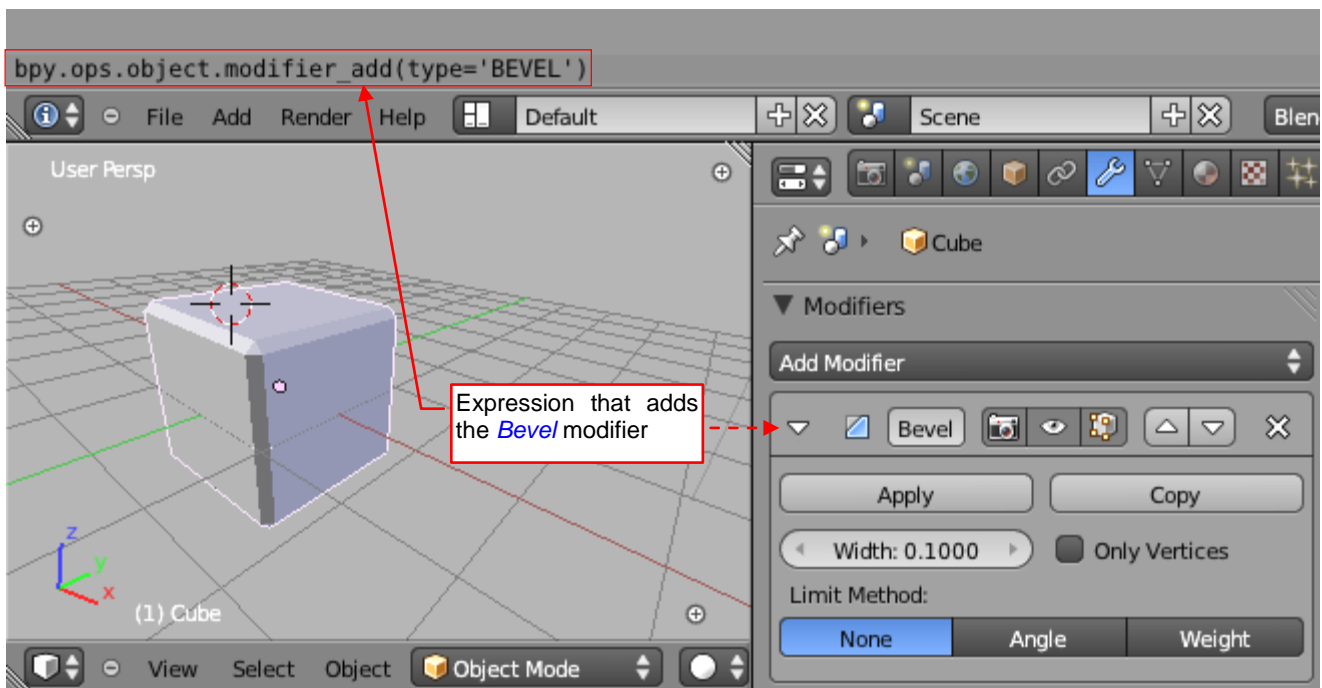 bpy.ops.object.modifier_add(type='BEVEL')
File Add Render Help Default Scene Blen
User Persp
Cube
Modifiers
Add Modifier
Expression that adds
the Bevel modifier
Bevel
Apply Copy
Width: 0.1000 Only Vertices
Limit Method:
None Angle Weight
z
y
x
(1) Cube
View Select Object Object Mode